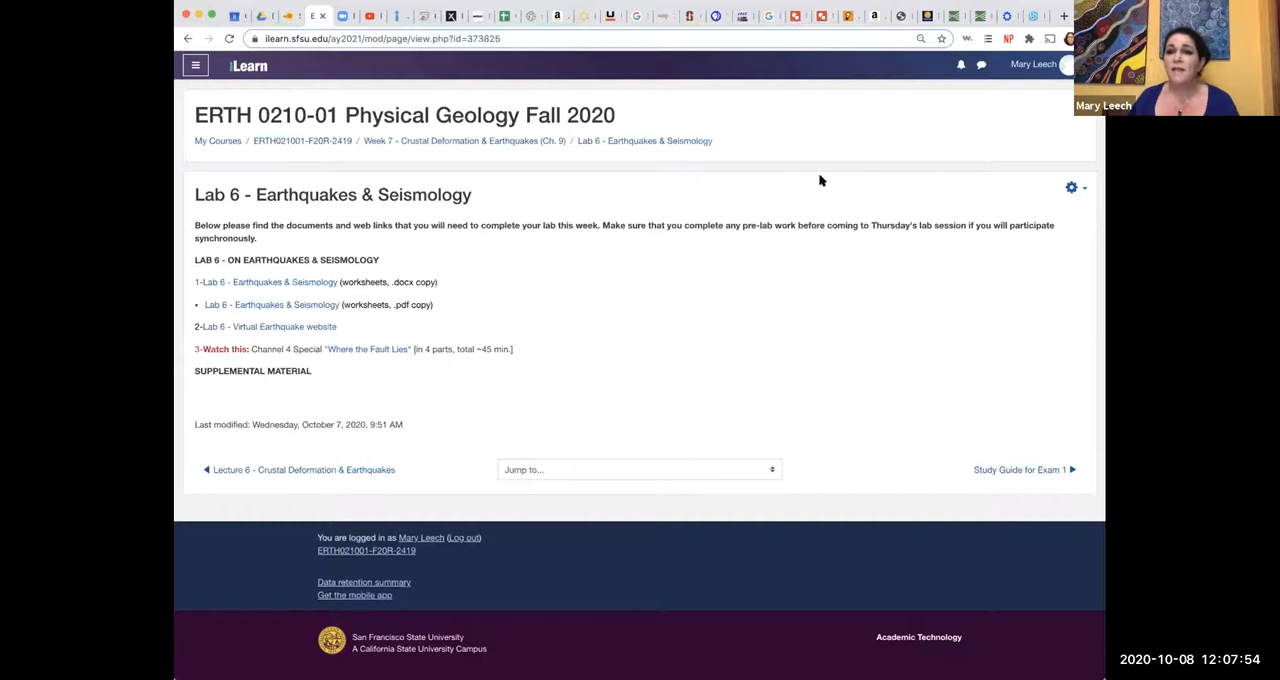 ilearn.sfsu.edu/ay2021/mod/page/view.php?id=373825
iLearn
Mary Leech
Mary Leech
ERTH 0210-01 Physical Geology Fall 2020
My Courses / ERTH021001-F20R-2419 / Week 7 - Crustal Deformation & Earthquakes (Ch. 9) / Lab 6 - Earthquakes & Seismology
Lab 6 - Earthquakes & Seismology
Below please find the documents and web links that you will need to complete your lab this week. Make sure that you complete any pre-lab work before coming to Thursday's lab session if you will participate
synchronously.
LAB 6 - ON EARTHQUAKES & SEISMOLOGY
1-Lab 6 - Earthquakes & Seismology (worksheets, .docx copy)
• Lab 6 - Earthquakes & Seismology (worksheets, .pdf copy)
2-Lab 6 - Virtual Earthquake website
3-Watch this: Channel 4 Special "Where the Fault Lies" [in 4 parts, total ~45 min.]
SUPPLEMENTAL MATERIAL
Last modified: Wednesday, October 7, 2020, 9:51 AM
◀ Lecture 6 - Crustal Deformation & Earthquakes
Jump to...
Study Guide for Exam 1 ▶
You are logged in as Mary Leech (Log out)
ERTH021001-F20R-2419
Data retention summary
Get the mobile app
San Francisco State University
A California State University Campus
Academic Technology
2020-10-08 12:07:54